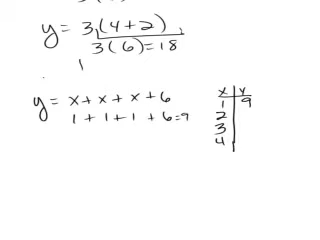 y = 3(4+2)
3(6)=18
y = x+x+x+6
1+1+1+6=9
x y
1 9
2
3
4